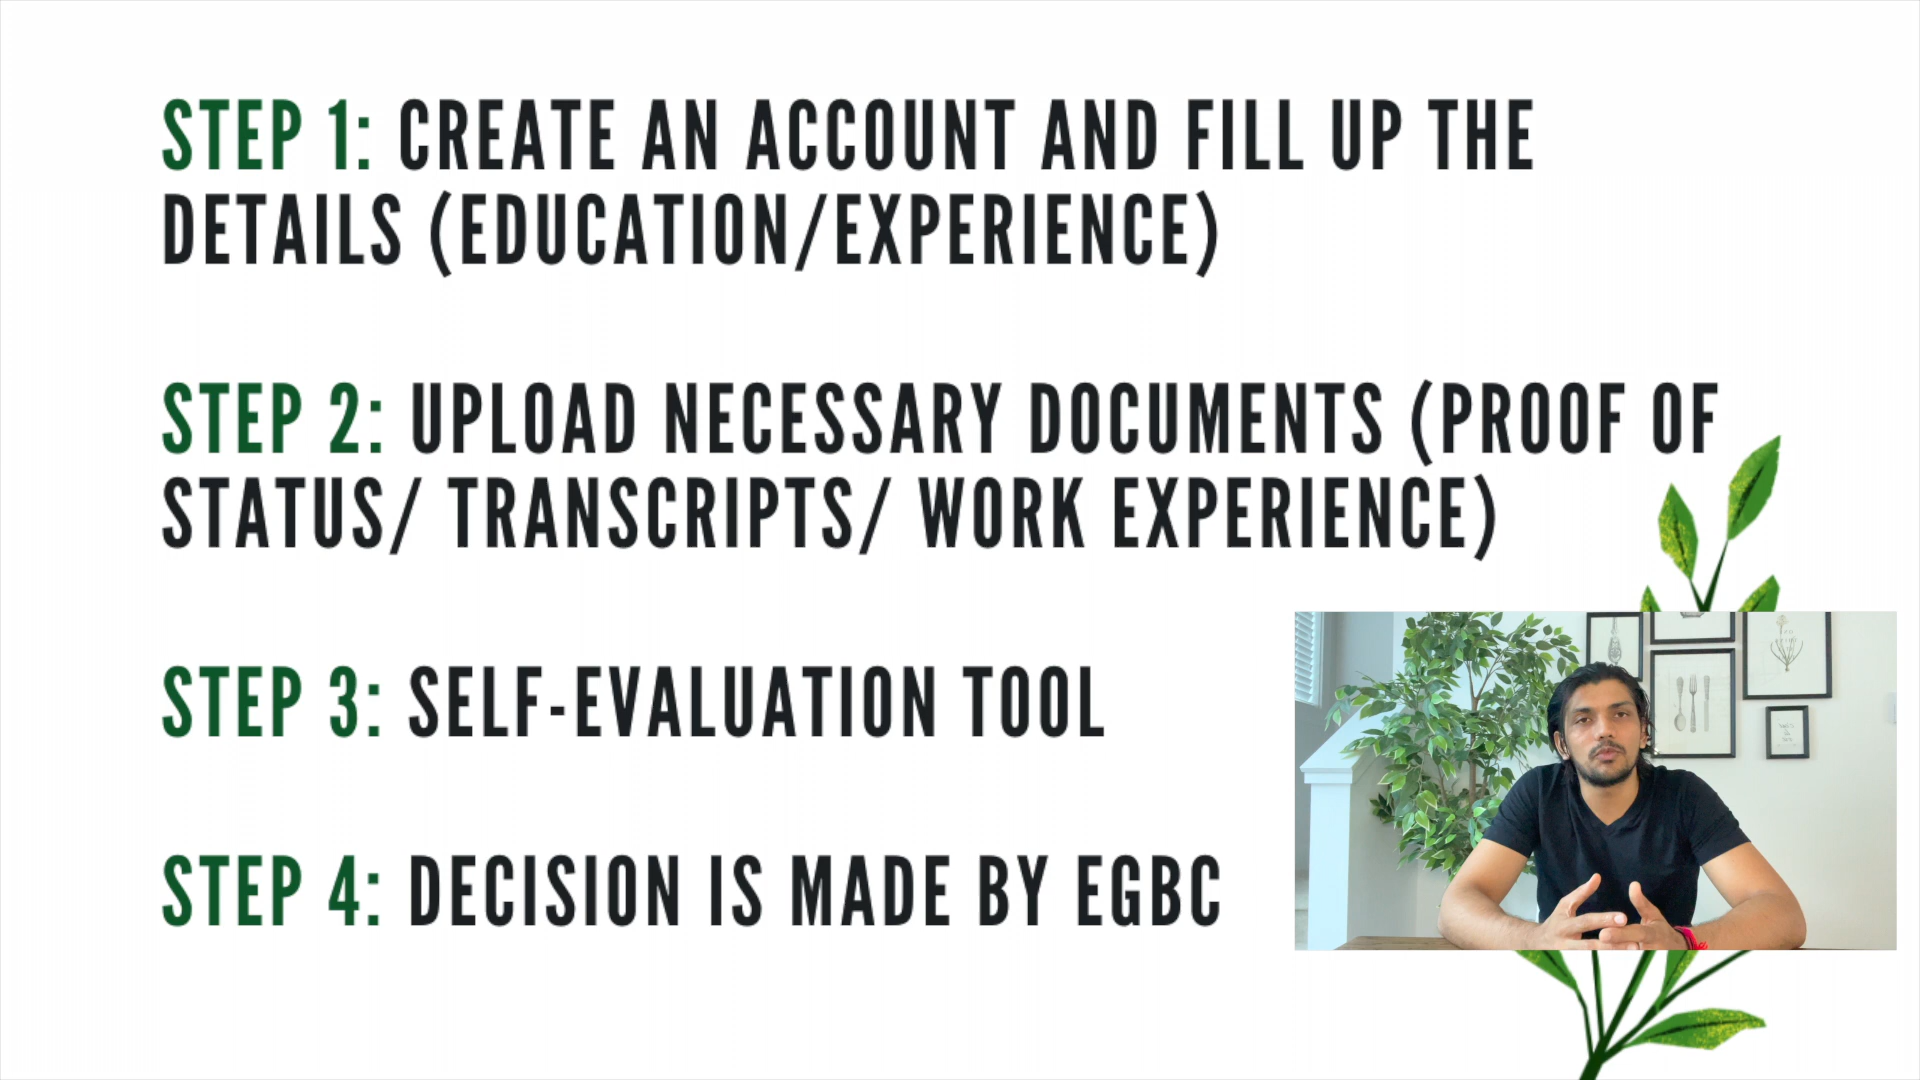 STEP 1: CREATE AN ACCOUNT AND FILL UP THE
DETAILS (EDUCATION/EXPERIENCE)
STEP 2: UPLOAD NECESSARY DOCUMENTS (PROOF OF
STATUS/ TRANSCRIPTS/ WORK EXPERIENCE)
STEP 3: SELF-EVALUATION TOOL
STEP 4: DECISION IS MADE BY EGBC